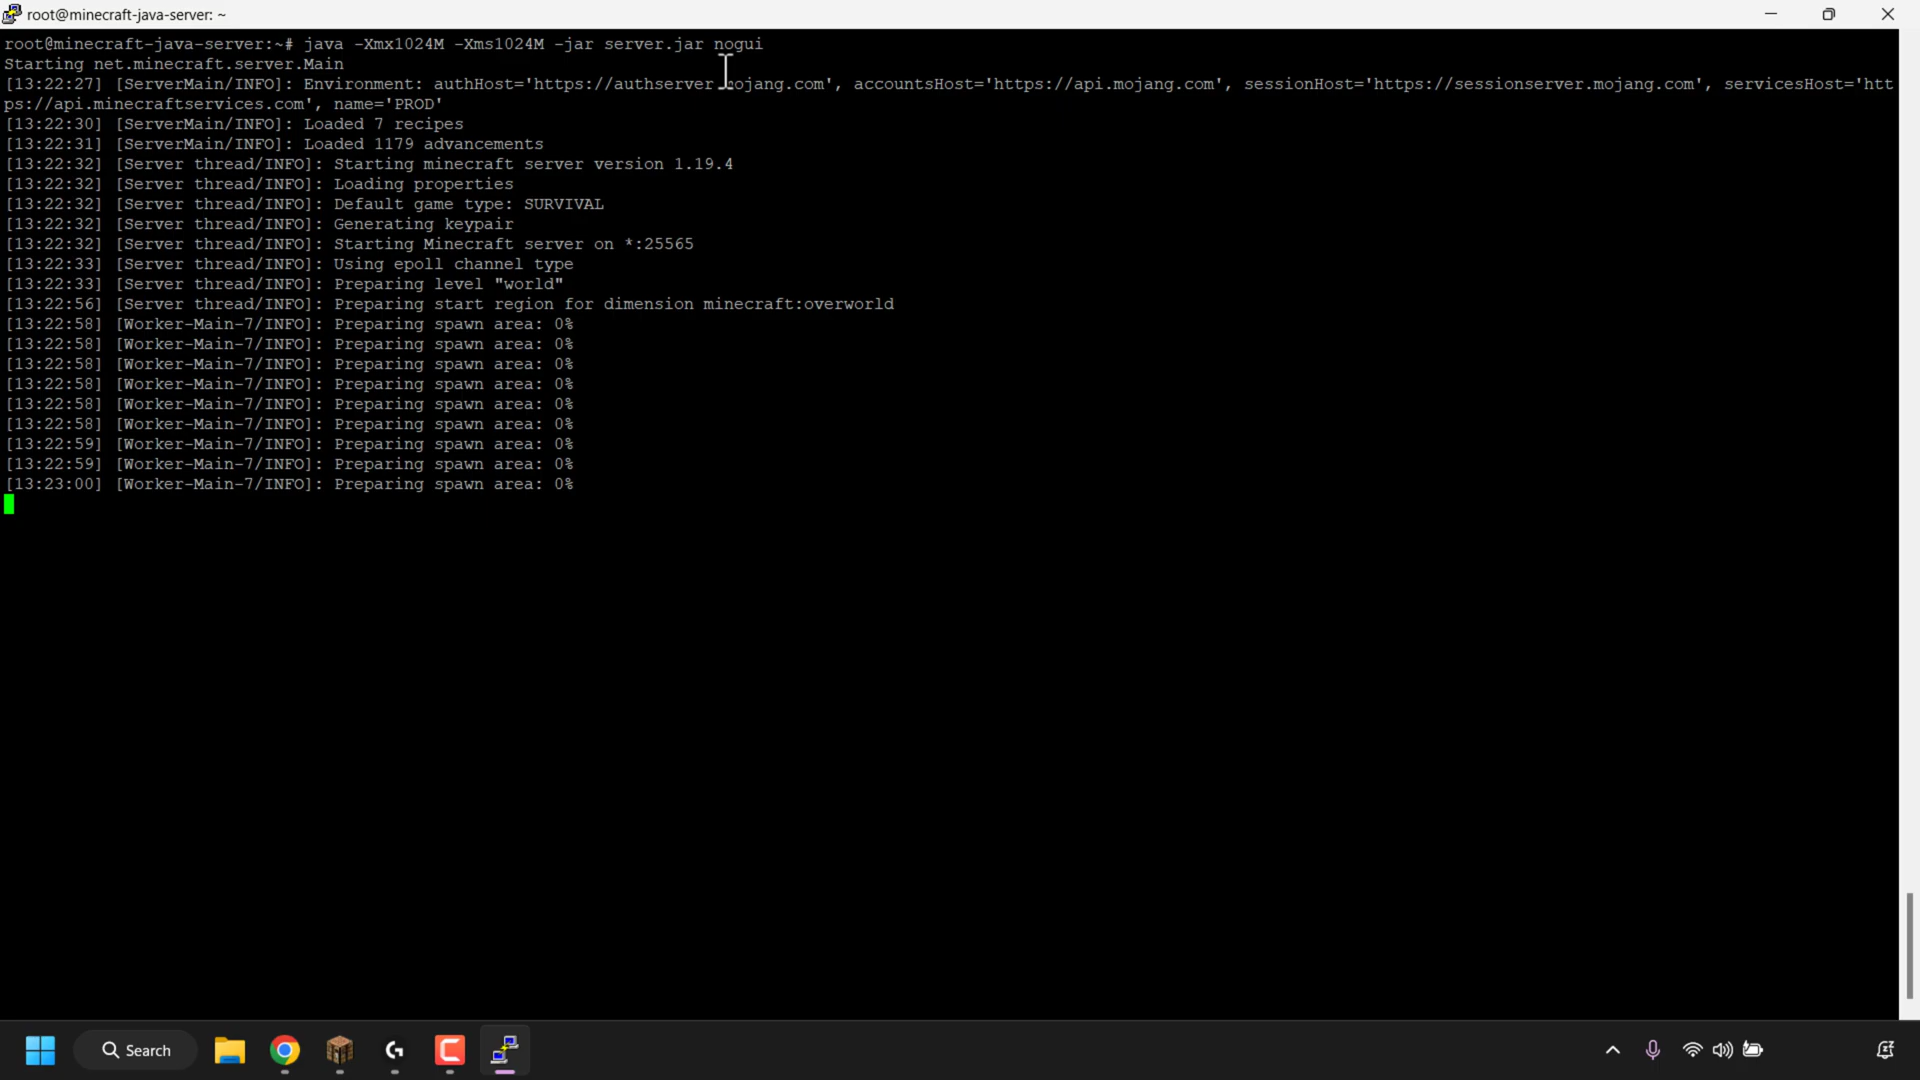 root@minecraft-java-server: ~
root@minecraft-java-server:~# java -Xmx1024M -Xms1024M -jar server.jar nogui
Starting net.minecraft.server.Main
[13:22:27] [ServerMain/INFO]: Environment: authHost='https://authserver.mojang.com', accountsHost='https://api.mojang.com', sessionHost='https://sessionserver.mojang.com', servicesHost='htt
ps://api.minecraftservices.com', name='PROD'
[13:22:30] [ServerMain/INFO]: Loaded 7 recipes
[13:22:31] [ServerMain/INFO]: Loaded 1179 advancements
[13:22:32] [Server thread/INFO]: Starting minecraft server version 1.19.4
[13:22:32] [Server thread/INFO]: Loading properties
[13:22:32] [Server thread/INFO]: Default game type: SURVIVAL
[13:22:32] [Server thread/INFO]: Generating keypair
[13:22:32] [Server thread/INFO]: Starting Minecraft server on *:25565
[13:22:33] [Server thread/INFO]: Using epoll channel type
[13:22:33] [Server thread/INFO]: Preparing level "world"
[13:22:56] [Server thread/INFO]: Preparing start region for dimension minecraft:overworld
[13:22:58] [Worker-Main-7/INFO]: Preparing spawn area: 0%
[13:22:58] [Worker-Main-7/INFO]: Preparing spawn area: 0%
[13:22:58] [Worker-Main-7/INFO]: Preparing spawn area: 0%
[13:22:58] [Worker-Main-7/INFO]: Preparing spawn area: 0%
[13:22:58] [Worker-Main-7/INFO]: Preparing spawn area: 0%
[13:22:58] [Worker-Main-7/INFO]: Preparing spawn area: 0%
[13:22:59] [Worker-Main-7/INFO]: Preparing spawn area: 0%
[13:22:59] [Worker-Main-7/INFO]: Preparing spawn area: 0%
[13:23:00] [Worker-Main-7/INFO]: Preparing spawn area: 0%
Search